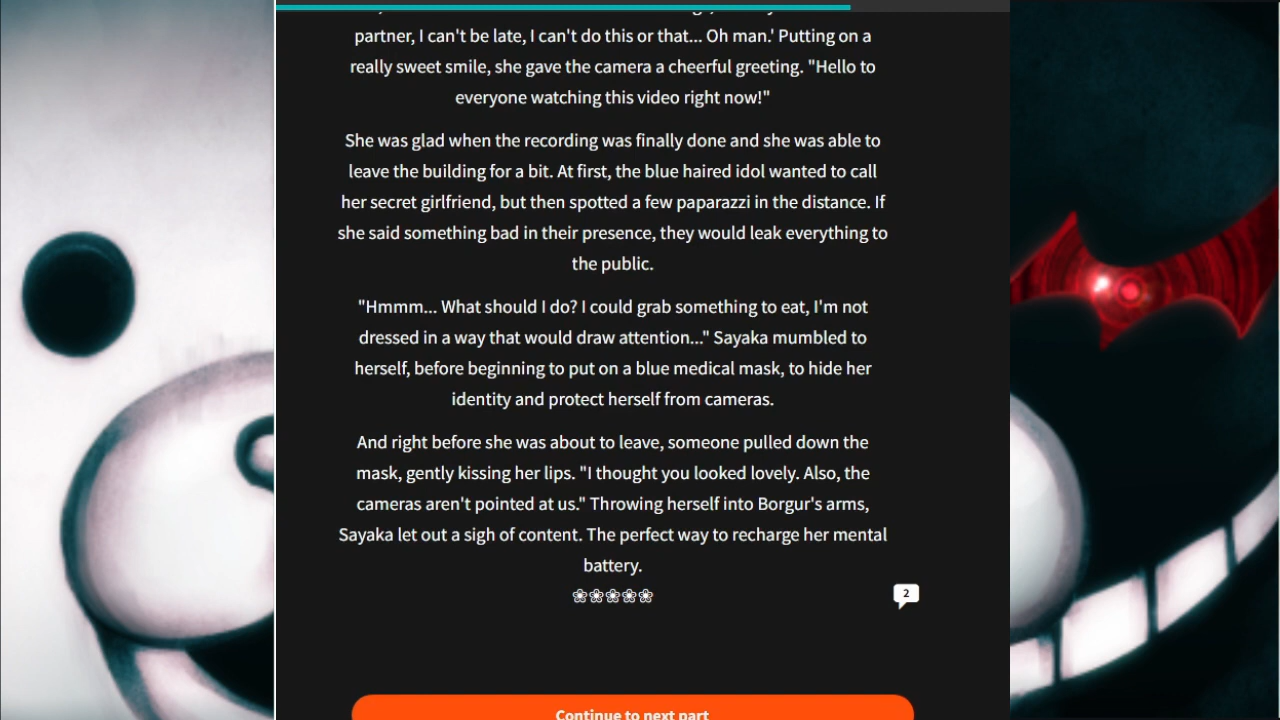 partner, I can't be late, I can't do this or that... Oh man.' Putting on a
really sweet smile, she gave the camera a cheerful greeting. "Hello to
everyone watching this video right now!"
She was glad when the recording was finally done and she was able to
leave the building for a bit. At first, the blue haired idol wanted to call
her secret girlfriend, but then spotted a few paparazzi in the distance. If
she said something bad in their presence, they would leak everything to
the public.
"Hmmm... What should I do? I could grab something to eat, I'm not
dressed in a way that would draw attention..." Sayaka mumbled to
herself, before beginning to put on a blue medical mask, to hide her
identity and protect herself from cameras.
And right before she was about to leave, someone pulled down the
mask, gently kissing her lips. "I thought you looked lovely. Also, the
cameras aren't pointed at us." Throwing herself into Borgur's arms,
Sayaka let out a sigh of content. The perfect way to recharge her mental
battery.
❀❀❀❀❀
2
Continue to next part